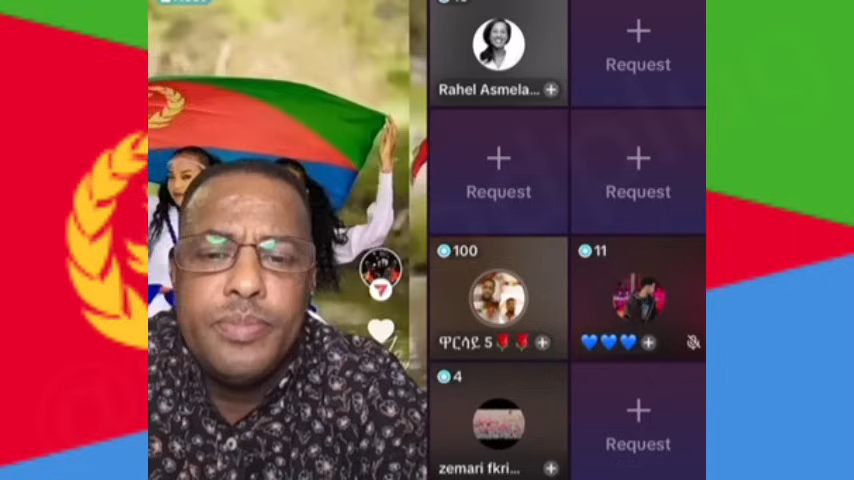 Rahel Asmela...
Request
Request
Request
100
11
ዋርሳይ 5🌹🌹
💙💙💙
4
zemari fkri...
Request